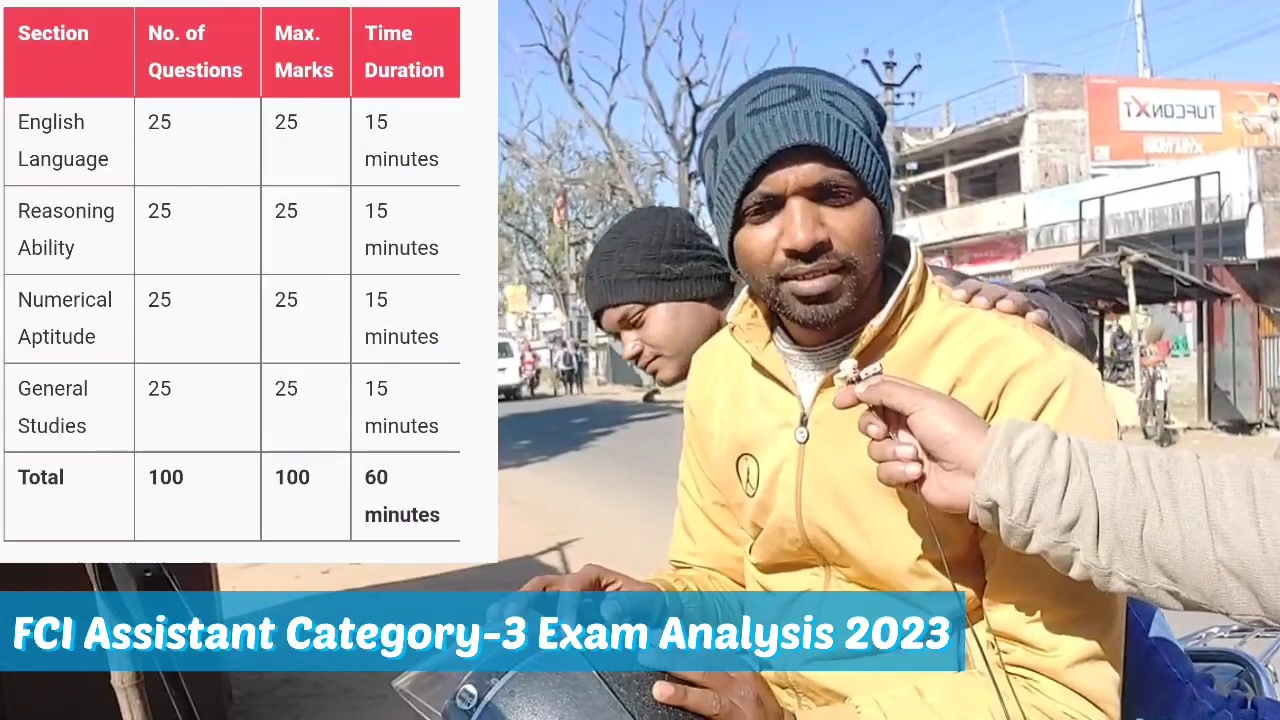 Section No. of Questions Max. Marks Time Duration
English Language 25 25 15 minutes
Reasoning Ability 25 25 15 minutes
Numerical Aptitude 25 25 15 minutes
General Studies 25 25 15 minutes
Total 100 100 60 minutes
TUFCON XT
FCI Assistant Category-3 Exam Analysis 2023